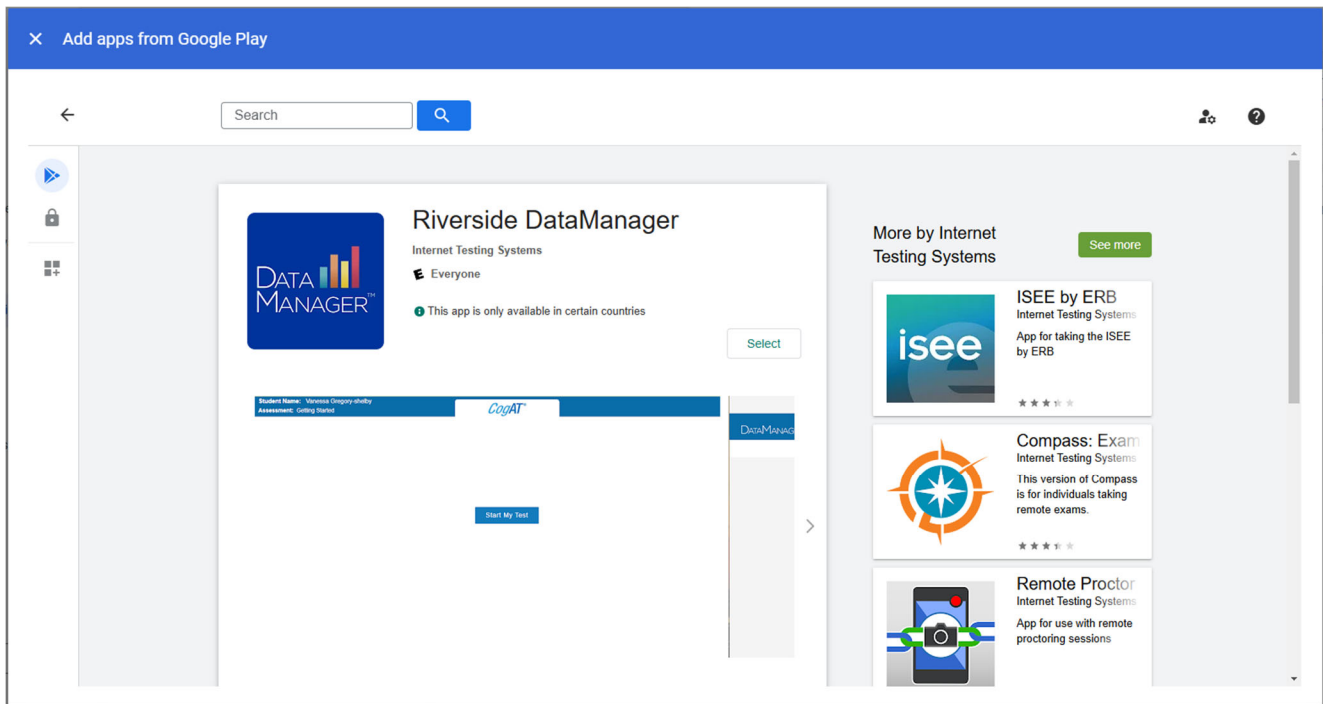 Add apps from Google Play
Search
DATA
MANAGER™
Riverside DataManager
Internet Testing Systems
E Everyone
This app is only available in certain countries
Select
Student Name: Vanessa Gregory-shelby
Assessment: Getting Started
CogAT®
Start My Test
DATAMANAG
More by Internet
Testing Systems
See more
isee
ISEE by ERB
Internet Testing Systems
App for taking the ISEE
by ERB
Compass: Exam
Internet Testing Systems
This version of Compass
is for individuals taking
remote exams.
Remote Proctor
Internet Testing Systems
App for use with remote
proctoring sessions